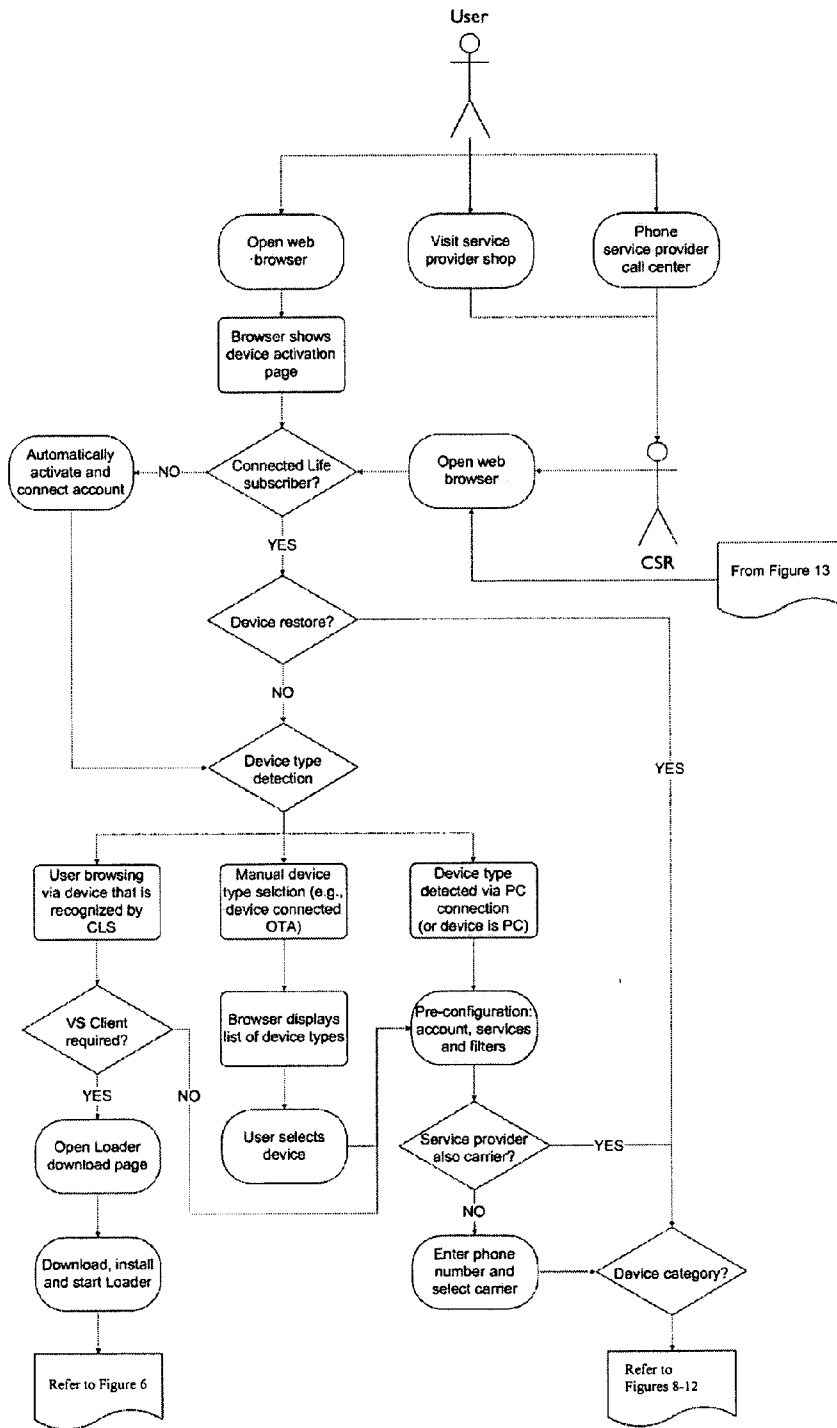 User
Open web
browser
Visit service
provider shop
Phone
service provider
call center
Browser shows
device activation
page
Automatically
activate and
connect account
NO
Connected Life
subscriber?
Open web
browser
CSR
From Figure 13
YES
Device restore?
NO
YES
Device type
detection
User browsing
via device that is
recognized by
CLS
Manual device
type selction (e.g.,
device connected
OTA)
Device type
detected via PC
connection
(or device is PC)
VS Client
required?
Browser displays
list of device types
Pre-configuration:
account, services
and filters
YES
NO
Open Loader
download page
User selects
device
Service provider
also carrier?
YES
NO
Download, install
and start Loader
Enter phone
number and
select carrier
Device category?
Refer to Figure 6
Refer to
Figures 8-12